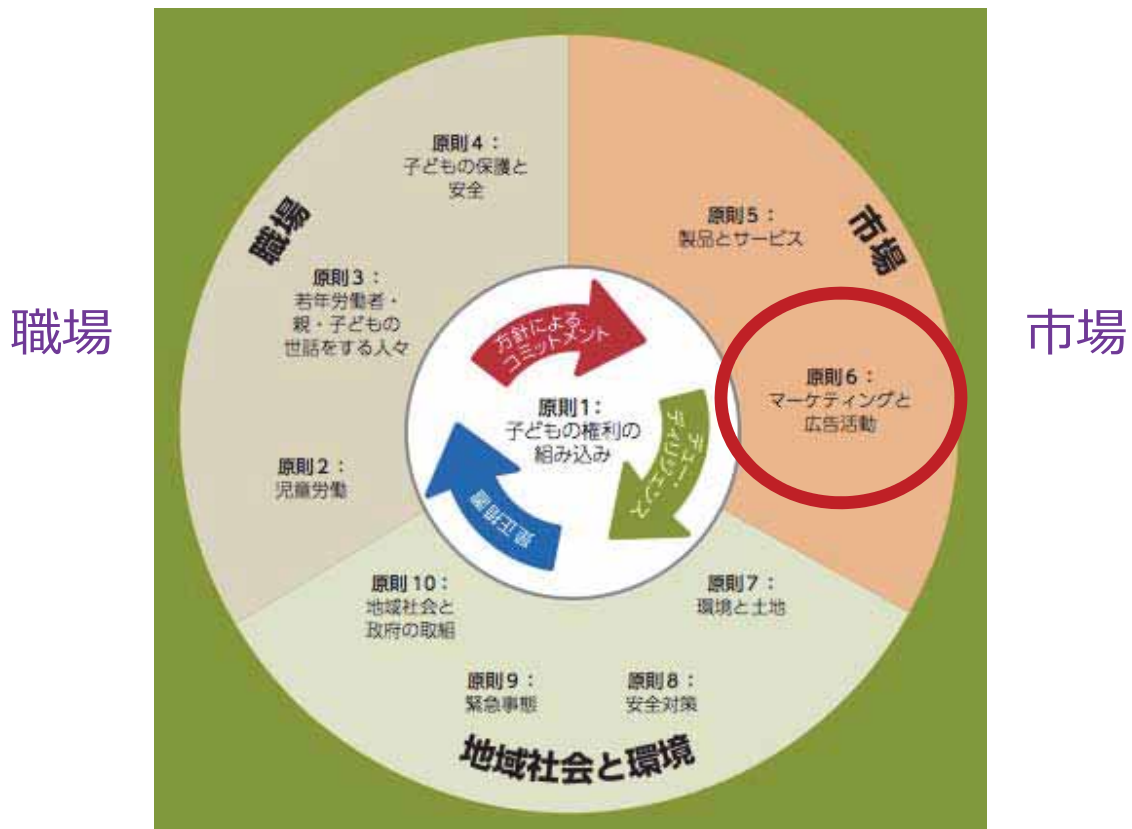 職場
市場
職場
原則4：
子どもの保護と
安全
原則3：
若年労働者・
親・子どもの
世話をする人々
原則2：
児童労働
市場
原則5：
製品とサービス
原則6：
マーケティングと
広告活動
方針による
コミットメント
デュー・
ディリジェンス
是正措置
原則1：
子どもの権利の
組み込み
原則10：
地域社会と
政府の取組
原則7：
環境と土地
原則9：
緊急事態
原則8：
安全対策
地域社会と環境